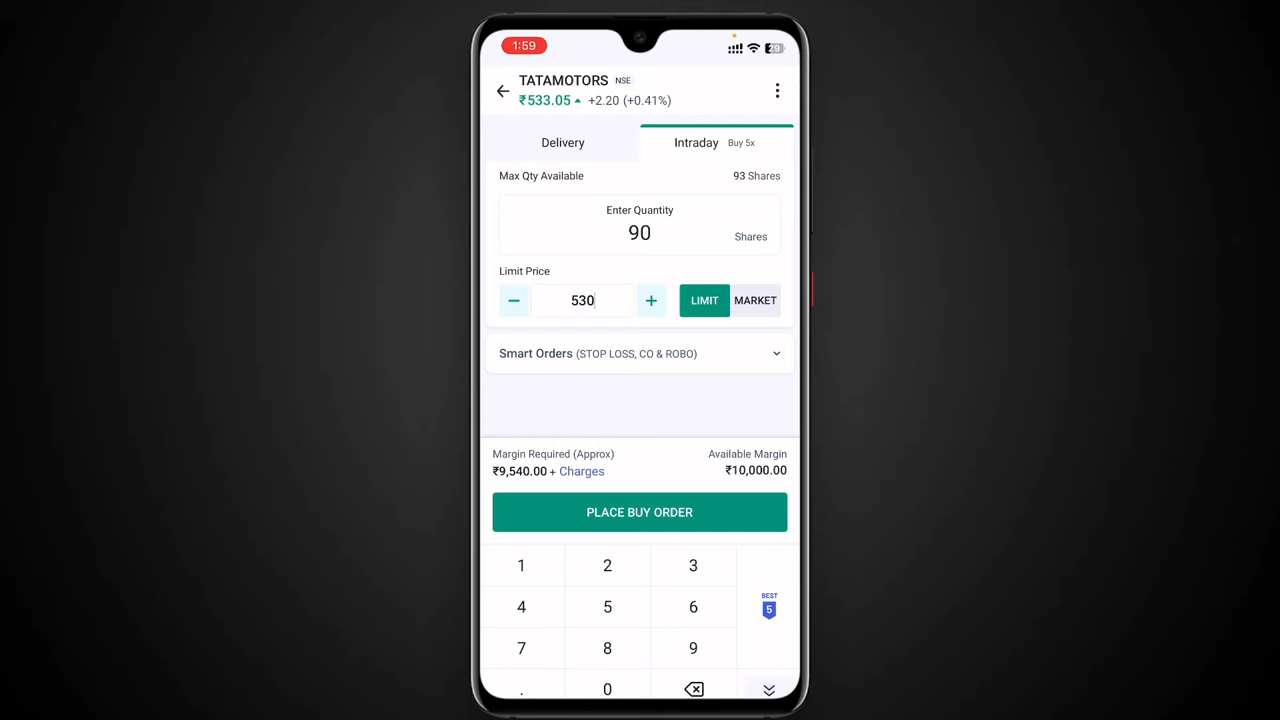 1:59
29
TATAMOTORS NSE
₹533.05 +2.20 (+0.41%)
Delivery
Intraday Buy 5x
Max Qty Available 93 Shares
Enter Quantity
90
Shares
Limit Price
− 530 + LIMIT MARKET
Smart Orders (STOP LOSS, CO & ROBO)
Margin Required (Approx) Available Margin
₹9,540.00 + Charges ₹10,000.00
PLACE BUY ORDER
1 2 3
BEST
5
4 5 6
7 8 9
. 0